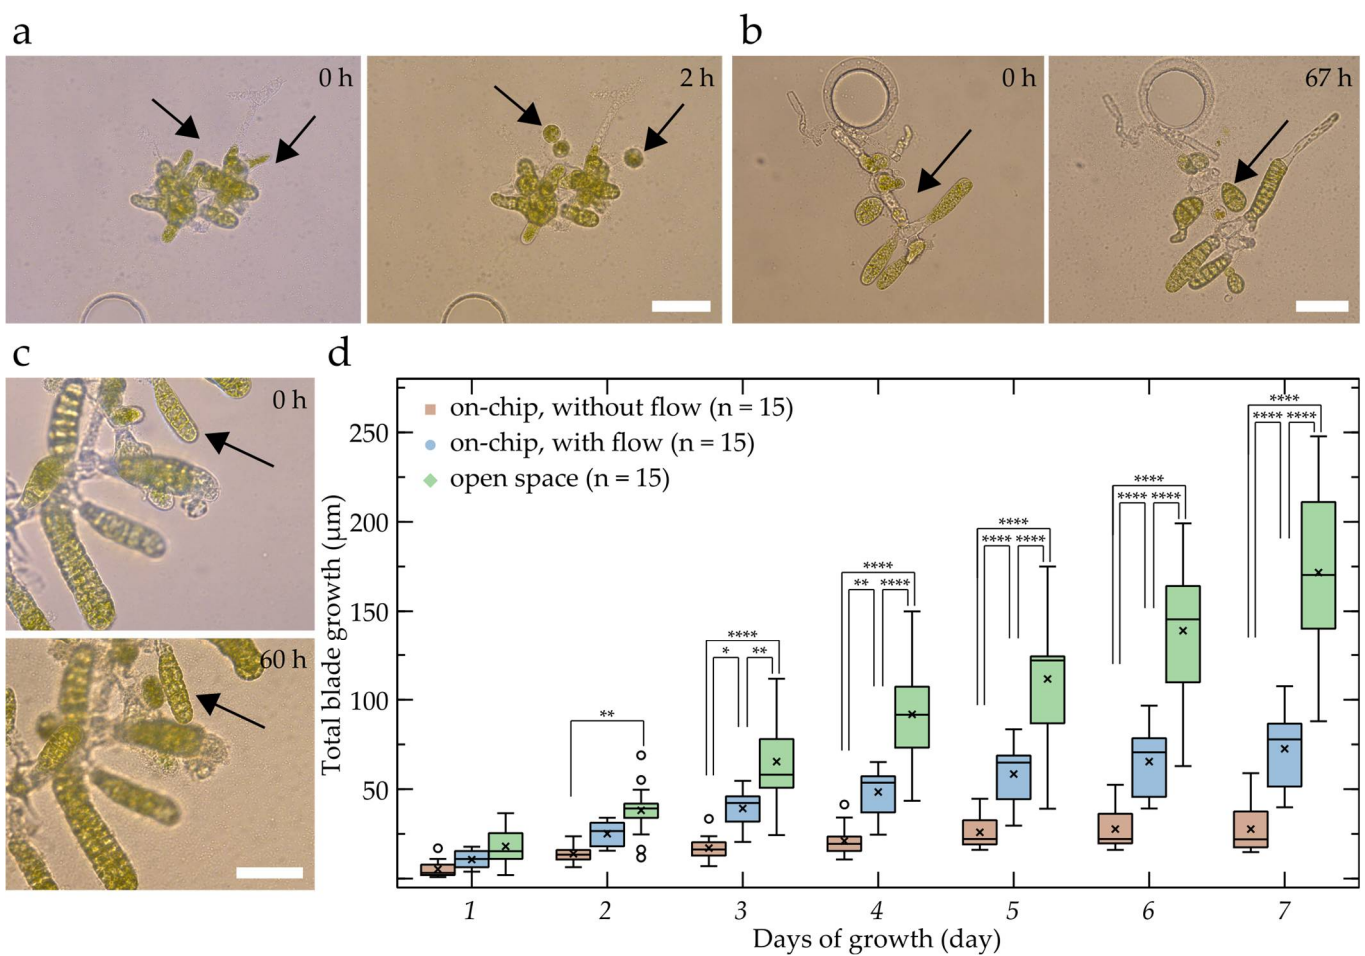 a
b
0 h
2 h
0 h
67 h
c
d
0 h
60 h
on-chip, without flow (n = 15)
on-chip, with flow (n = 15)
open space (n = 15)
Total blade growth (μm)
250
200
150
100
50
**
****
* **
****
** ****
****
**** ****
****
**** ****
****
**** ****
1 2 3 4 5 6 7
Days of growth (day)